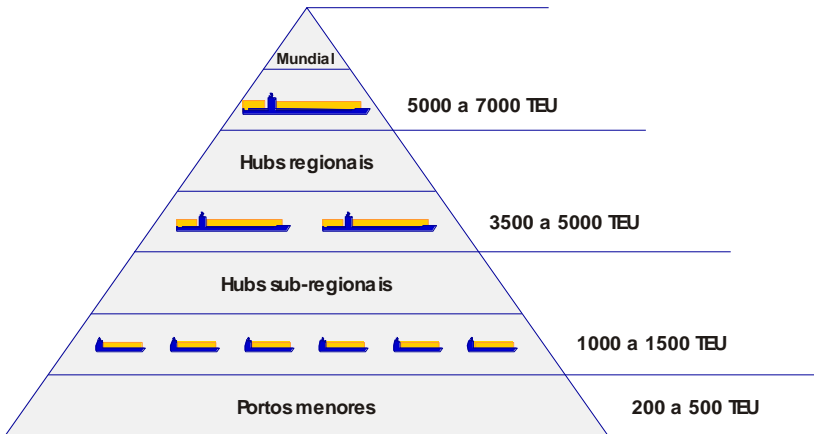 Mundial
5000 a 7000 TEU
Hubs regionais
3500 a 5000 TEU
Hubs sub-regionais
1000 a 1500 TEU
Portos menores
200 a 500 TEU